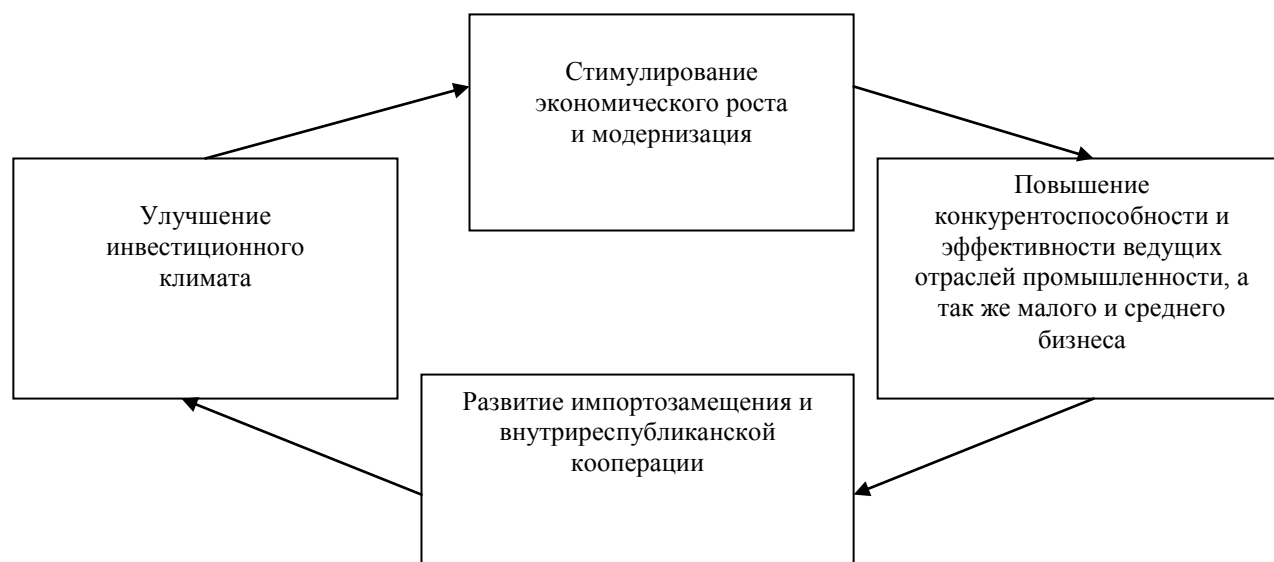 Стимулирование
экономического роста
и модернизация
Улучшение
инвестиционного
климата
Повышение
конкурентоспособности и
эффективности ведущих
отраслей промышленности, а
так же малого и среднего
бизнеса
Развитие импортозамещения и
внутриреспубликанской
кооперации